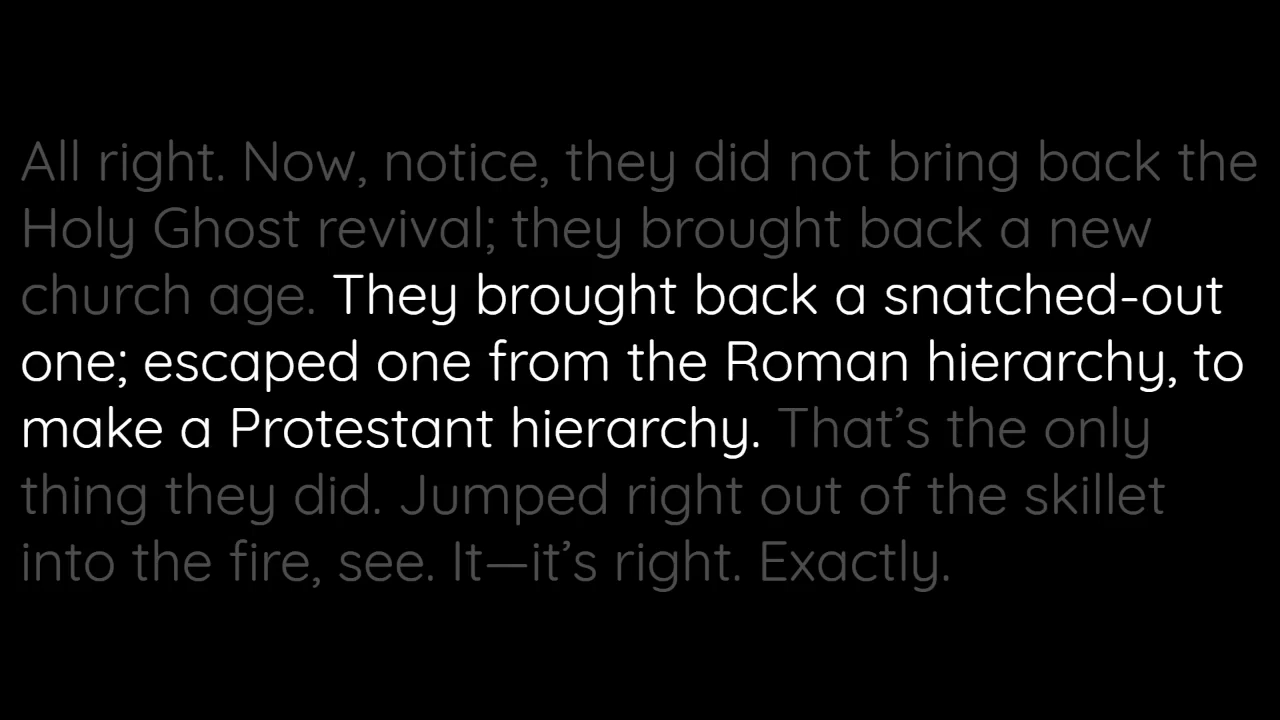 All right. Now, notice, they did not bring back the
Holy Ghost revival; they brought back a new
church age. They brought back a snatched-out
one; escaped one from the Roman hierarchy, to
make a Protestant hierarchy. That’s the only
thing they did. Jumped right out of the skillet
into the fire, see. It—it’s right. Exactly.